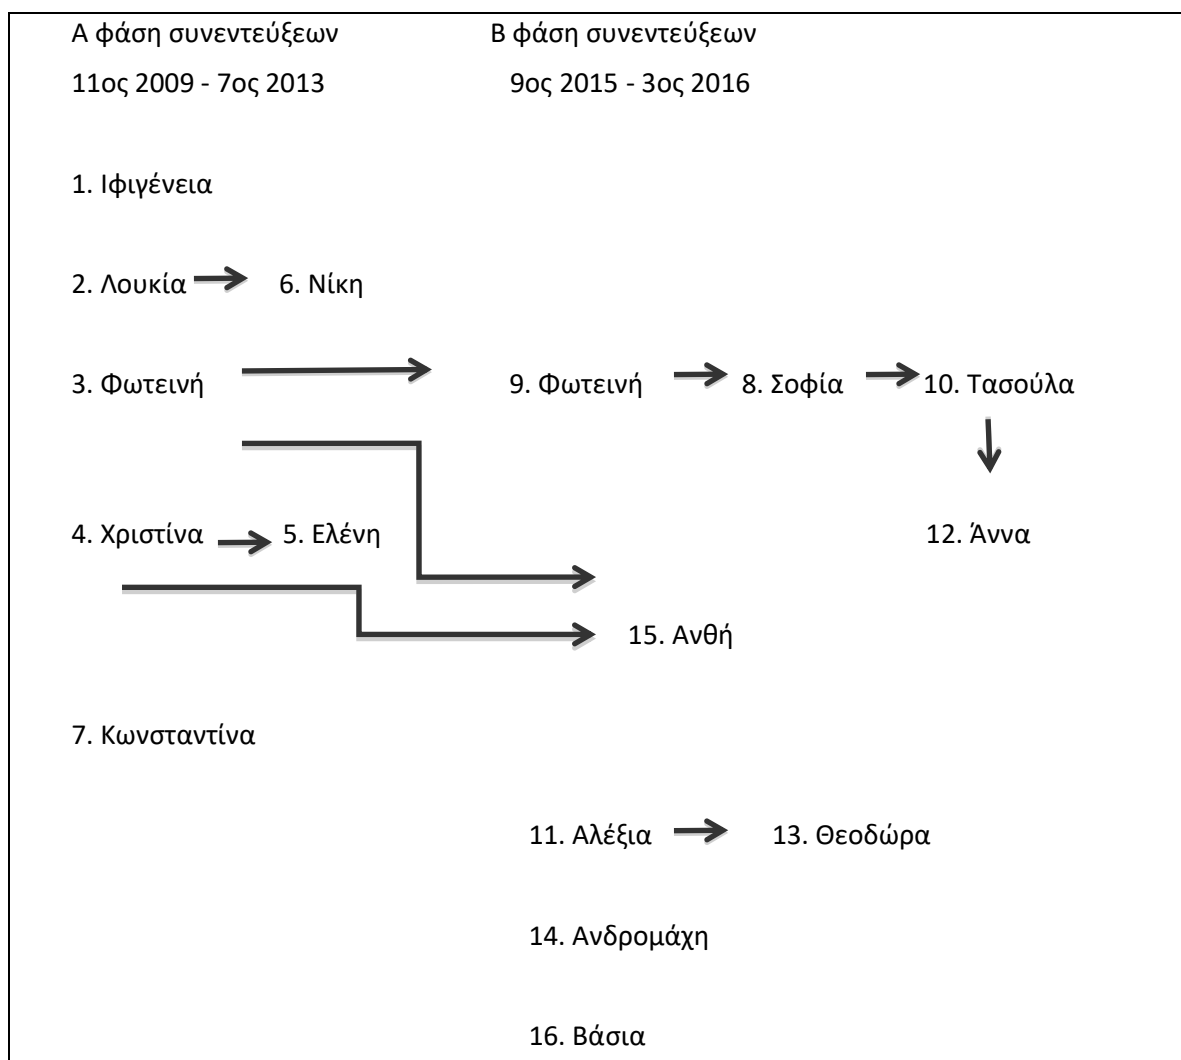 Α φάση συνεντεύξεων Β φάση συνεντεύξεων
11ος 2009 - 7ος 2013 9ος 2015 - 3ος 2016
1. Ιφιγένεια
2. Λουκία 6. Νίκη
3. Φωτεινή 9. Φωτεινή 8. Σοφία 10. Τασούλα
4. Χριστίνα 5. Ελένη 12. Άννα
15. Ανθή
7. Κωνσταντίνα
11. Αλέξια 13. Θεοδώρα
14. Ανδρομάχη
16. Βάσια